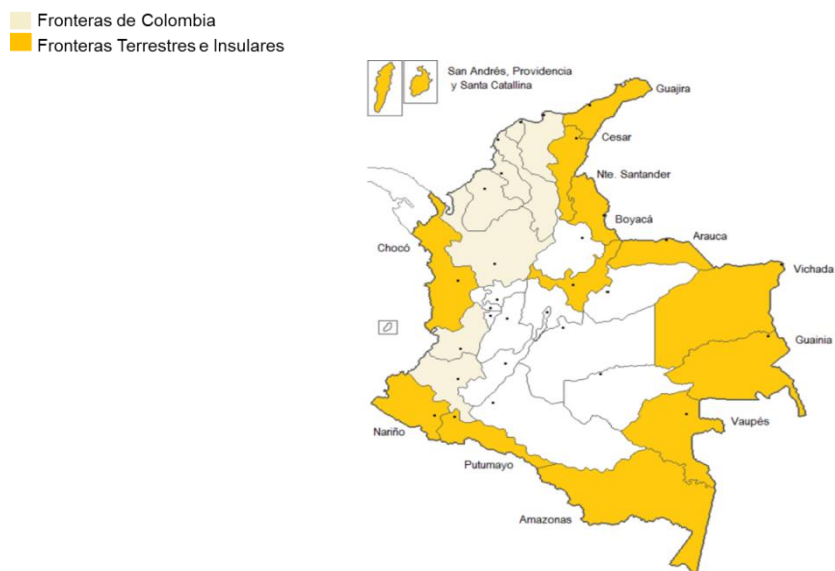 Fronteras de Colombia
Fronteras Terrestres e Insulares
San Andrés, Providencia
y Santa Catallina
Guajira
Cesar
Nte. Santander
Boyacá
Arauca
Chocó
Vichada
Guainia
Vaupés
Nariño
Putumayo
Amazonas